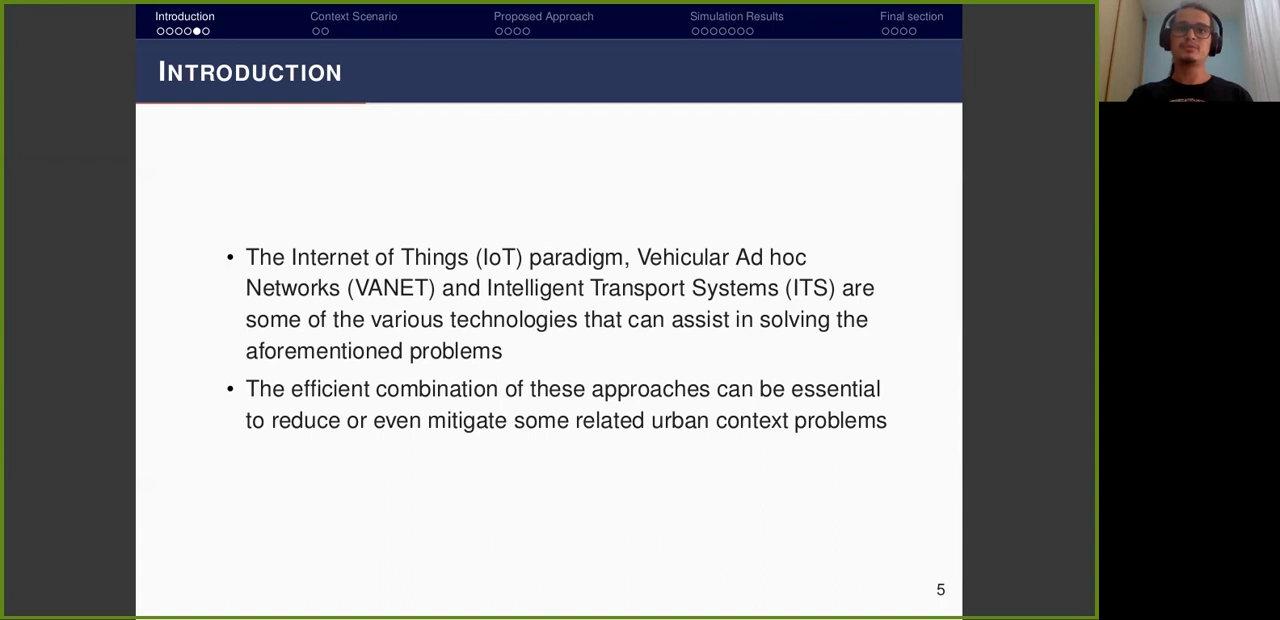 Introduction Context Scenario Proposed Approach Simulation Results Final section
INTRODUCTION
• The Internet of Things (IoT) paradigm, Vehicular Ad hoc
Networks (VANET) and Intelligent Transport Systems (ITS) are
some of the various technologies that can assist in solving the
aforementioned problems
• The efficient combination of these approaches can be essential
to reduce or even mitigate some related urban context problems
5